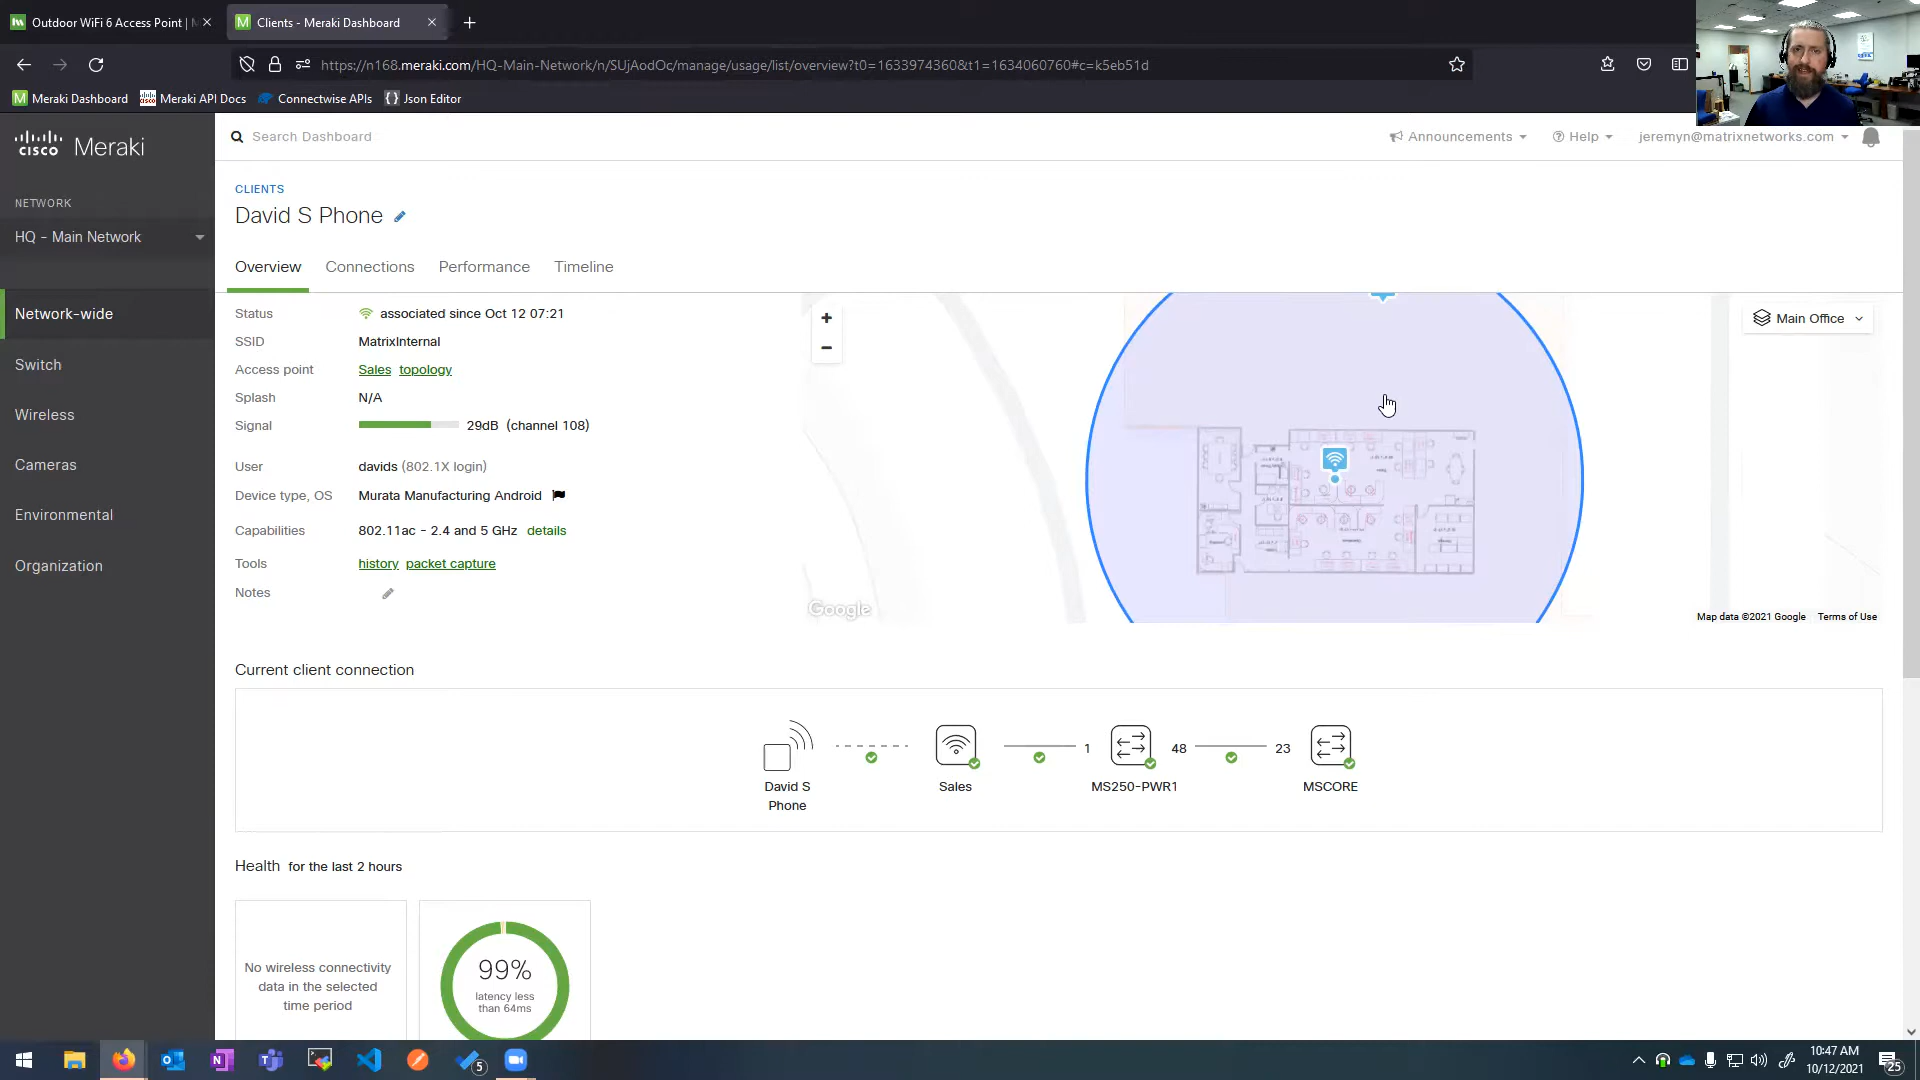 Outdoor WiFi 6 Access Point |
Clients - Meraki Dashboard
https://n168.meraki.com/HQ-Main-Network/n/SUjAodOc/manage/usage/list/overview?t0=1633974360&t1=1634060760#c=k5eb51d
Meraki Dashboard
Meraki API Docs
Connectwise APIs
Json Editor
cisco Meraki
Search Dashboard
Announcements
Help
jeremyn@matrixnetworks.com
NETWORK
HQ - Main Network
Network-wide
Switch
Wireless
Cameras
Environmental
Organization
CLIENTS
David S Phone
Overview Connections Performance Timeline
Status associated since Oct 12 07:21
SSID MatrixInternal
Access point Sales topology
Splash N/A
Signal 29dB (channel 108)
User davids (802.1X login)
Device type, OS Murata Manufacturing Android
Capabilities 802.11ac - 2.4 and 5 GHz details
Tools history packet capture
Notes
+
−
Main Office
Google
Map data ©2021 Google Terms of Use
Current client connection
1 48 23
David S Phone
Sales
MS250-PWR1
MSCORE
Health for the last 2 hours
No wireless connectivity
data in the selected
time period
99%
latency less
than 64ms
5
10:47 AM
10/12/2021
25